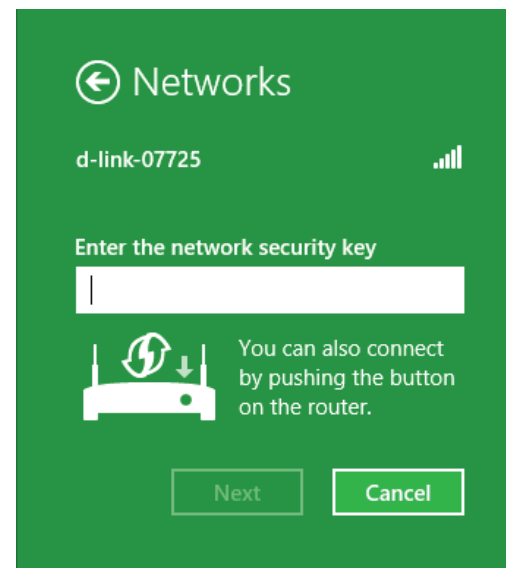 Networks
d-link-07725
Enter the network security key
You can also connect
by pushing the button
on the router.
Next
Cancel